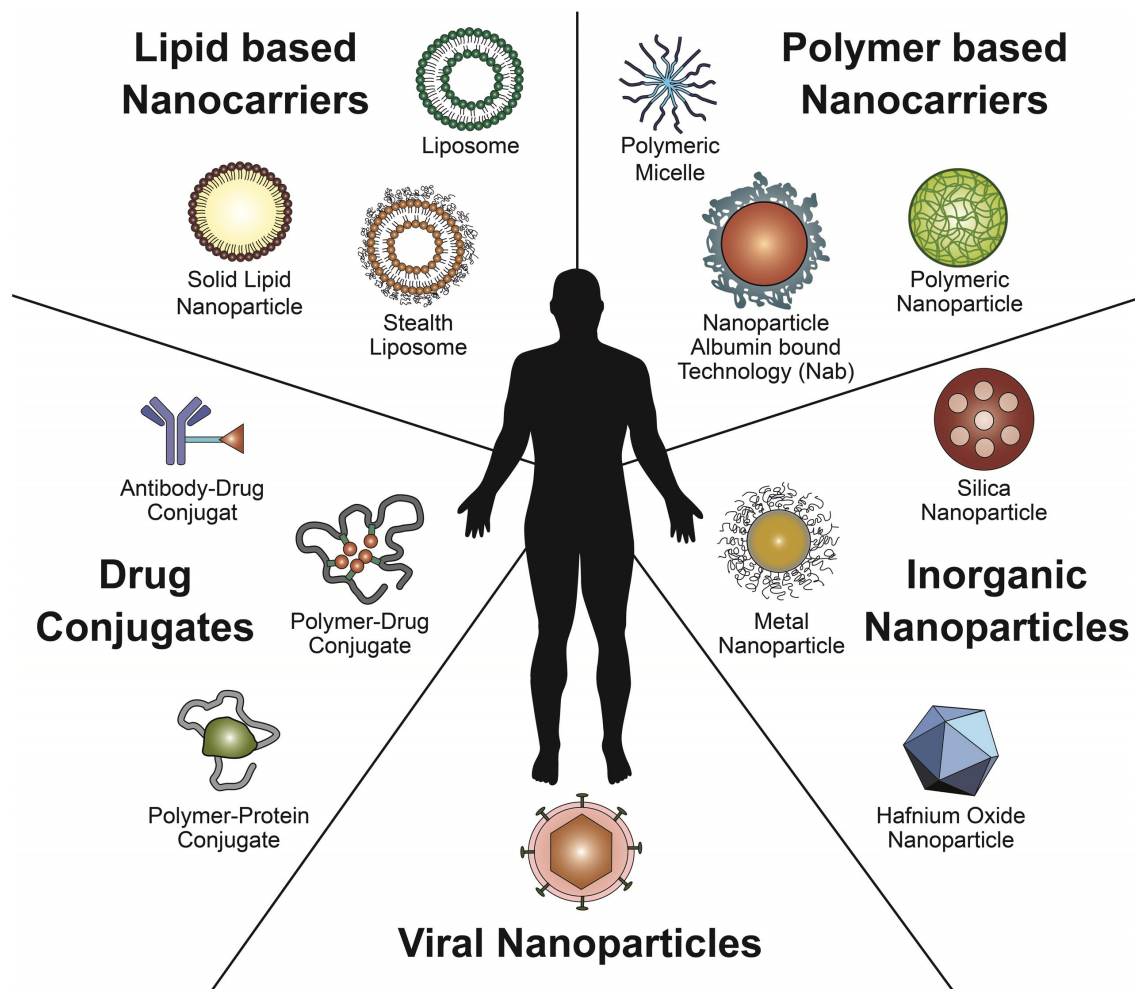 Lipid based
Nanocarriers
Liposome
Solid Lipid
Nanoparticle
Stealth
Liposome
Polymer based
Nanocarriers
Polymeric
Micelle
Nanoparticle
Albumin bound
Technology (Nab)
Polymeric
Nanoparticle
Antibody-Drug
Conjugat
Drug
Conjugates
Polymer-Drug
Conjugate
Polymer-Protein
Conjugate
Silica
Nanoparticle
Inorganic
Nanoparticles
Metal
Nanoparticle
Hafnium Oxide
Nanoparticle
Viral Nanoparticles